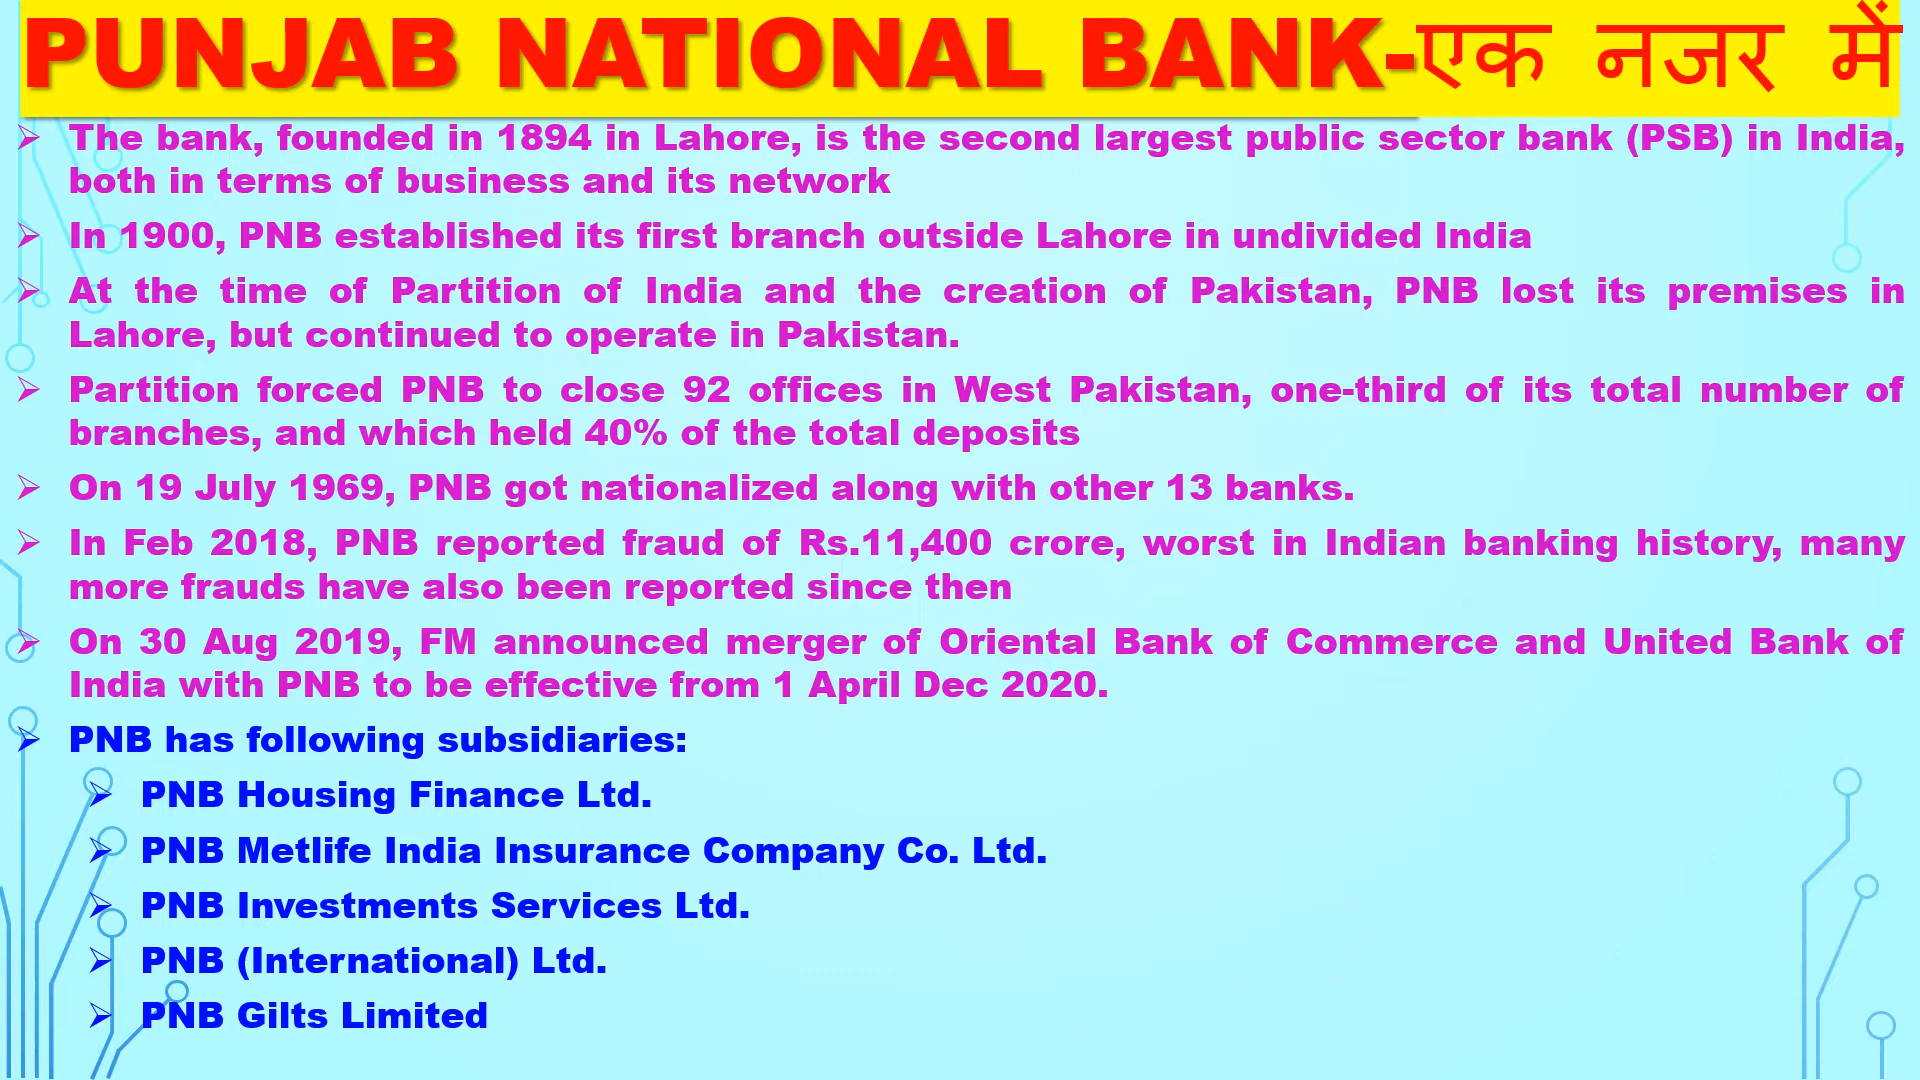 PUNJAB NATIONAL BANK-एक नजर में
The bank, founded in 1894 in Lahore, is the second largest public sector bank (PSB) in India,
both in terms of business and its network
In 1900, PNB established its first branch outside Lahore in undivided India
At the time of Partition of India and the creation of Pakistan, PNB lost its premises in
Lahore, but continued to operate in Pakistan.
Partition forced PNB to close 92 offices in West Pakistan, one-third of its total number of
branches, and which held 40% of the total deposits
On 19 July 1969, PNB got nationalized along with other 13 banks.
In Feb 2018, PNB reported fraud of Rs.11,400 crore, worst in Indian banking history, many
more frauds have also been reported since then
On 30 Aug 2019, FM announced merger of Oriental Bank of Commerce and United Bank of
India with PNB to be effective from 1 April Dec 2020.
PNB has following subsidiaries:
PNB Housing Finance Ltd.
PNB Metlife India Insurance Company Co. Ltd.
PNB Investments Services Ltd.
PNB (International) Ltd.
PNB Gilts Limited